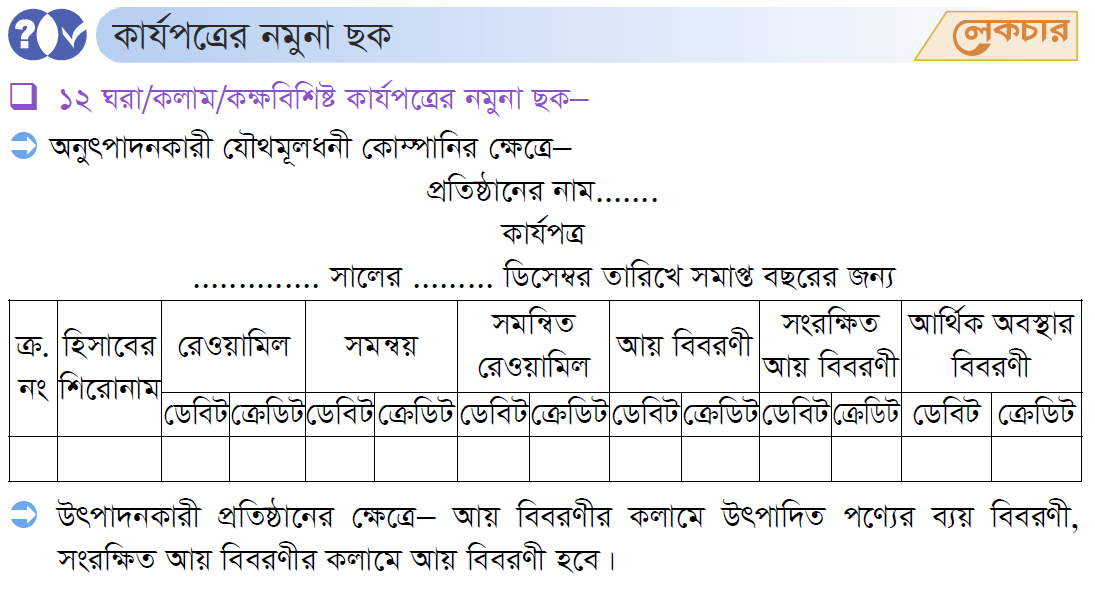 কার্যপত্রের নমুনা ছক
লেকচার
১২ ঘরা/কলাম/কক্ষবিশিষ্ট কার্যপত্রের নমুনা ছক–
অনুৎপাদনকারী যৌথমূলধনী কোম্পানির ক্ষেত্রে–
প্রতিষ্ঠানের নাম.......
কার্যপত্র
.............. সালের ......... ডিসেম্বর তারিখে সমাপ্ত বছরের জন্য
ক্র. নং
হিসাবের শিরোনাম
রেওয়ামিল
সমন্বয়
সমন্বিত রেওয়ামিল
আয় বিবরণী
সংরক্ষিত আয় বিবরণী
আর্থিক অবস্থার বিবরণী
ডেবিট ক্রেডিট ডেবিট ক্রেডিট ডেবিট ক্রেডিট ডেবিট ক্রেডিট ডেবিট ক্রেডিট ডেবিট ক্রেডিট
উৎপাদনকারী প্রতিষ্ঠানের ক্ষেত্রে– আয় বিবরণীর কলামে উৎপাদিত পণ্যের ব্যয় বিবরণী,
সংরক্ষিত আয় বিবরণীর কলামে আয় বিবরণী হবে।